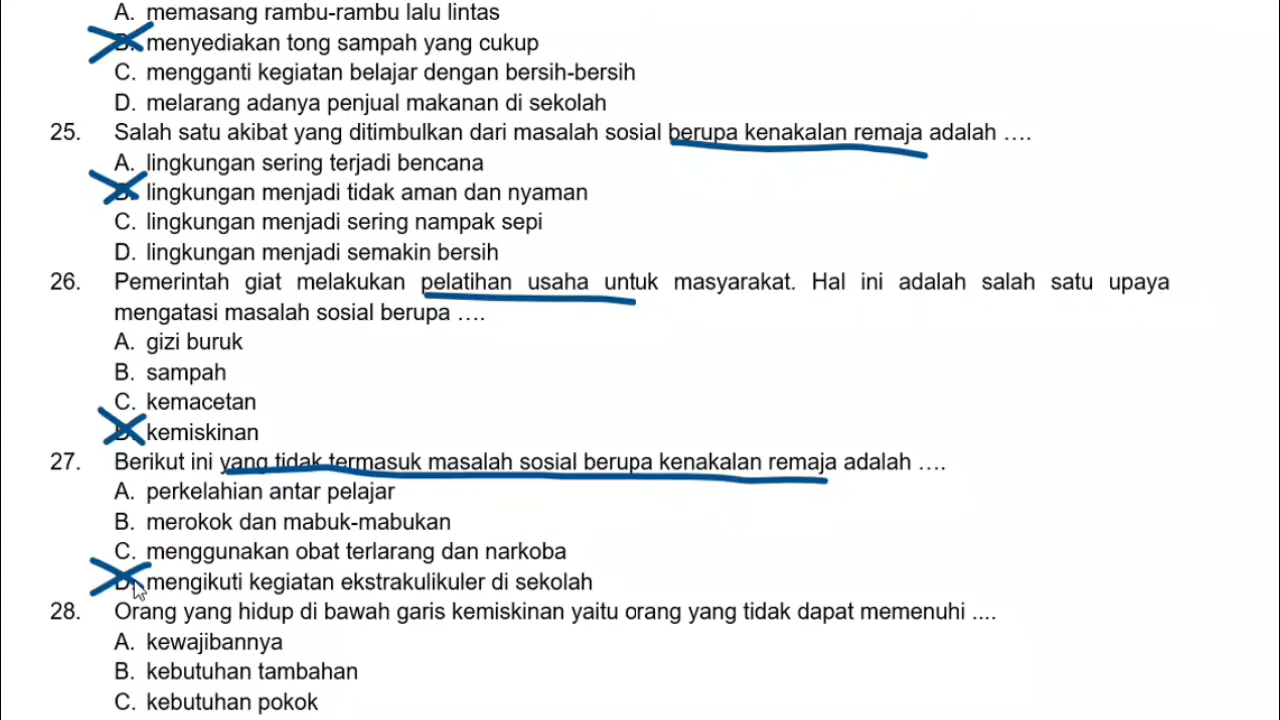 A. memasang rambu-rambu lalu lintas
B. menyediakan tong sampah yang cukup
C. mengganti kegiatan belajar dengan bersih-bersih
D. melarang adanya penjual makanan di sekolah
25. Salah satu akibat yang ditimbulkan dari masalah sosial berupa kenakalan remaja adalah ….
A. lingkungan sering terjadi bencana
B. lingkungan menjadi tidak aman dan nyaman
C. lingkungan menjadi sering nampak sepi
D. lingkungan menjadi semakin bersih
26. Pemerintah giat melakukan pelatihan usaha untuk masyarakat. Hal ini adalah salah satu upaya
mengatasi masalah sosial berupa ….
A. gizi buruk
B. sampah
C. kemacetan
D. kemiskinan
27. Berikut ini yang tidak termasuk masalah sosial berupa kenakalan remaja adalah ….
A. perkelahian antar pelajar
B. merokok dan mabuk-mabukan
C. menggunakan obat terlarang dan narkoba
D. mengikuti kegiatan ekstrakulikuler di sekolah
28. Orang yang hidup di bawah garis kemiskinan yaitu orang yang tidak dapat memenuhi ....
A. kewajibannya
B. kebutuhan tambahan
C. kebutuhan pokok